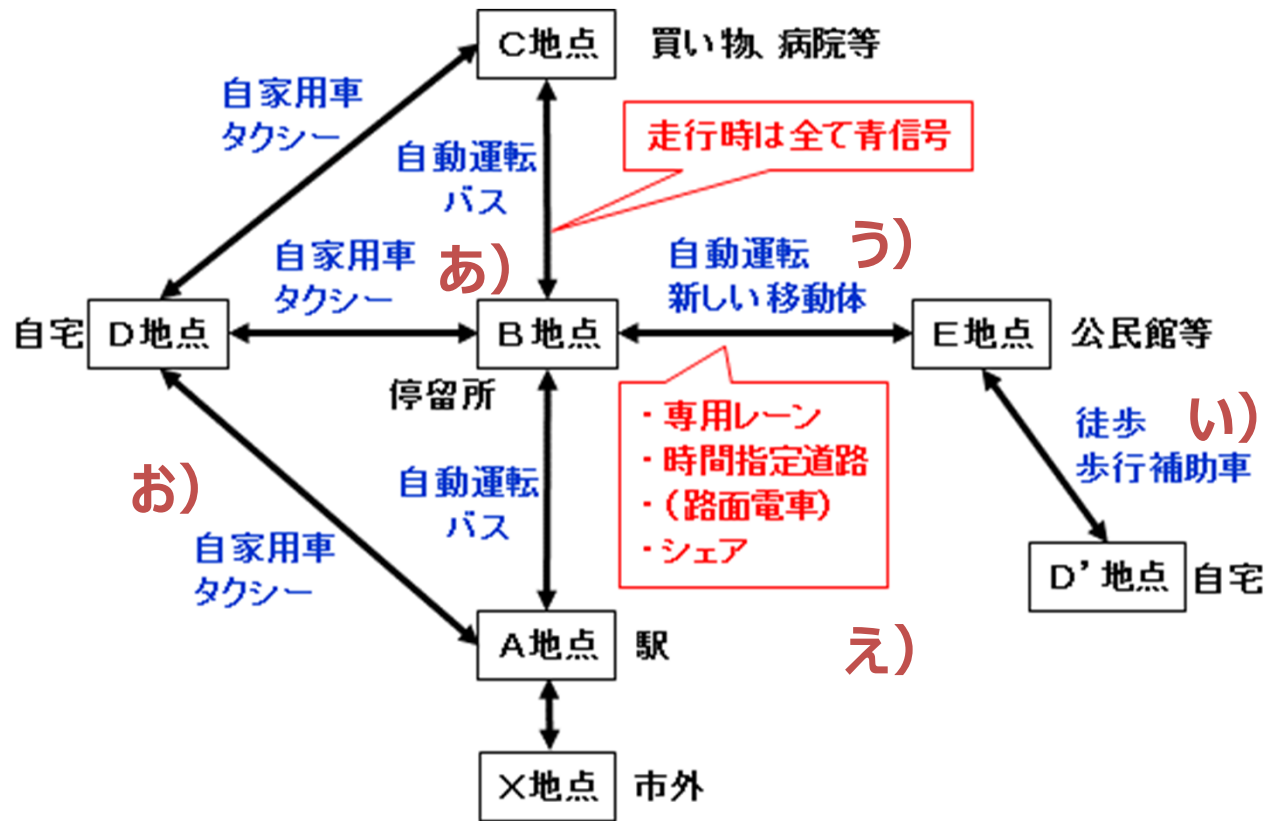 C地点
買い物、病院等
自家用車
タクシー
走行時は全て青信号
自動運転
バス
自家用車
タクシー
あ）
う）
自動運転
新しい移動体
自宅
D地点
B地点
E地点
公民館等
停留所
・専用レーン
・時間指定道路
・（路面電車）
・シェア
徒歩
歩行補助車
い）
お）
自動運転
バス
自家用車
タクシー
D’地点
自宅
A地点
駅
え）
X地点
市外